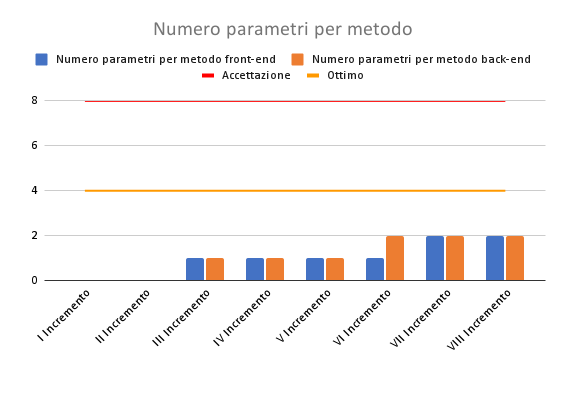 Numero parametri per metodo
Numero parametri per metodo front-end
Numero parametri per metodo back-end
Accettazione
Ottimo
8
6
4
2
0
I Incremento
II Incremento
III Incremento
IV Incremento
V Incremento
VI Incremento
VII Incremento
VIII Incremento